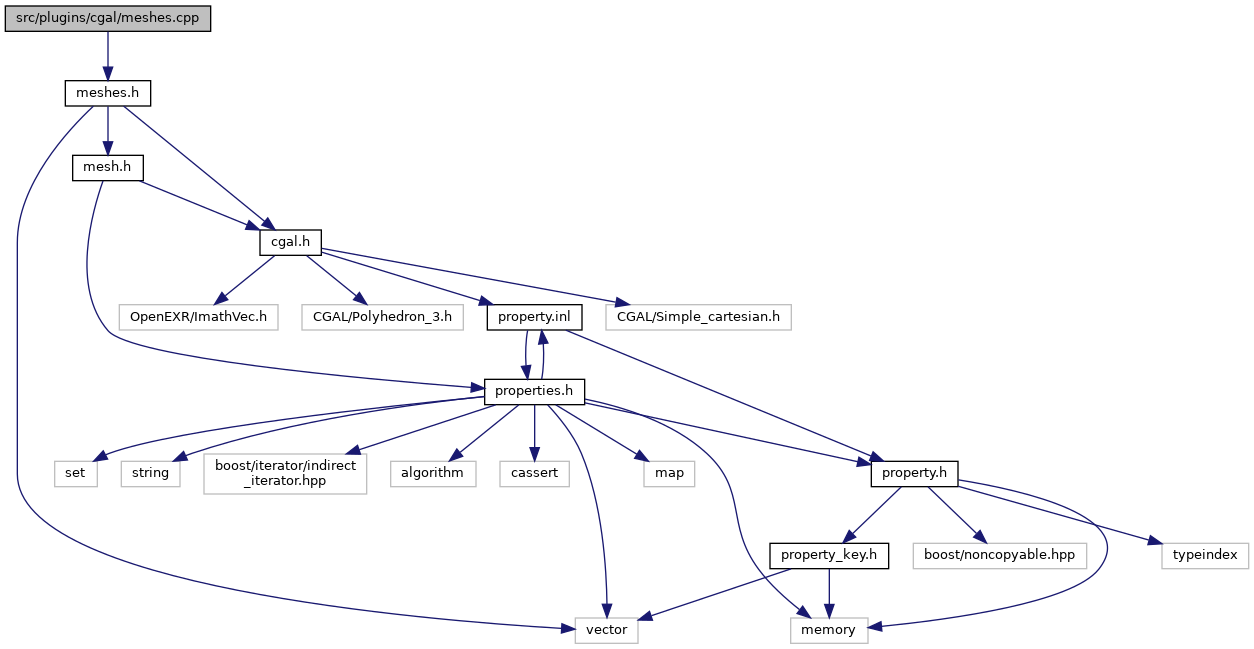 src/plugins/cgal/meshes.cpp
meshes.h
mesh.h
cgal.h
OpenEXR/ImathVec.h
CGAL/Polyhedron_3.h
property.inl
CGAL/Simple_cartesian.h
properties.h
set
string
boost/iterator/indirect
_iterator.hpp
algorithm
cassert
map
property.h
property_key.h
boost/noncopyable.hpp
typeindex
vector
memory